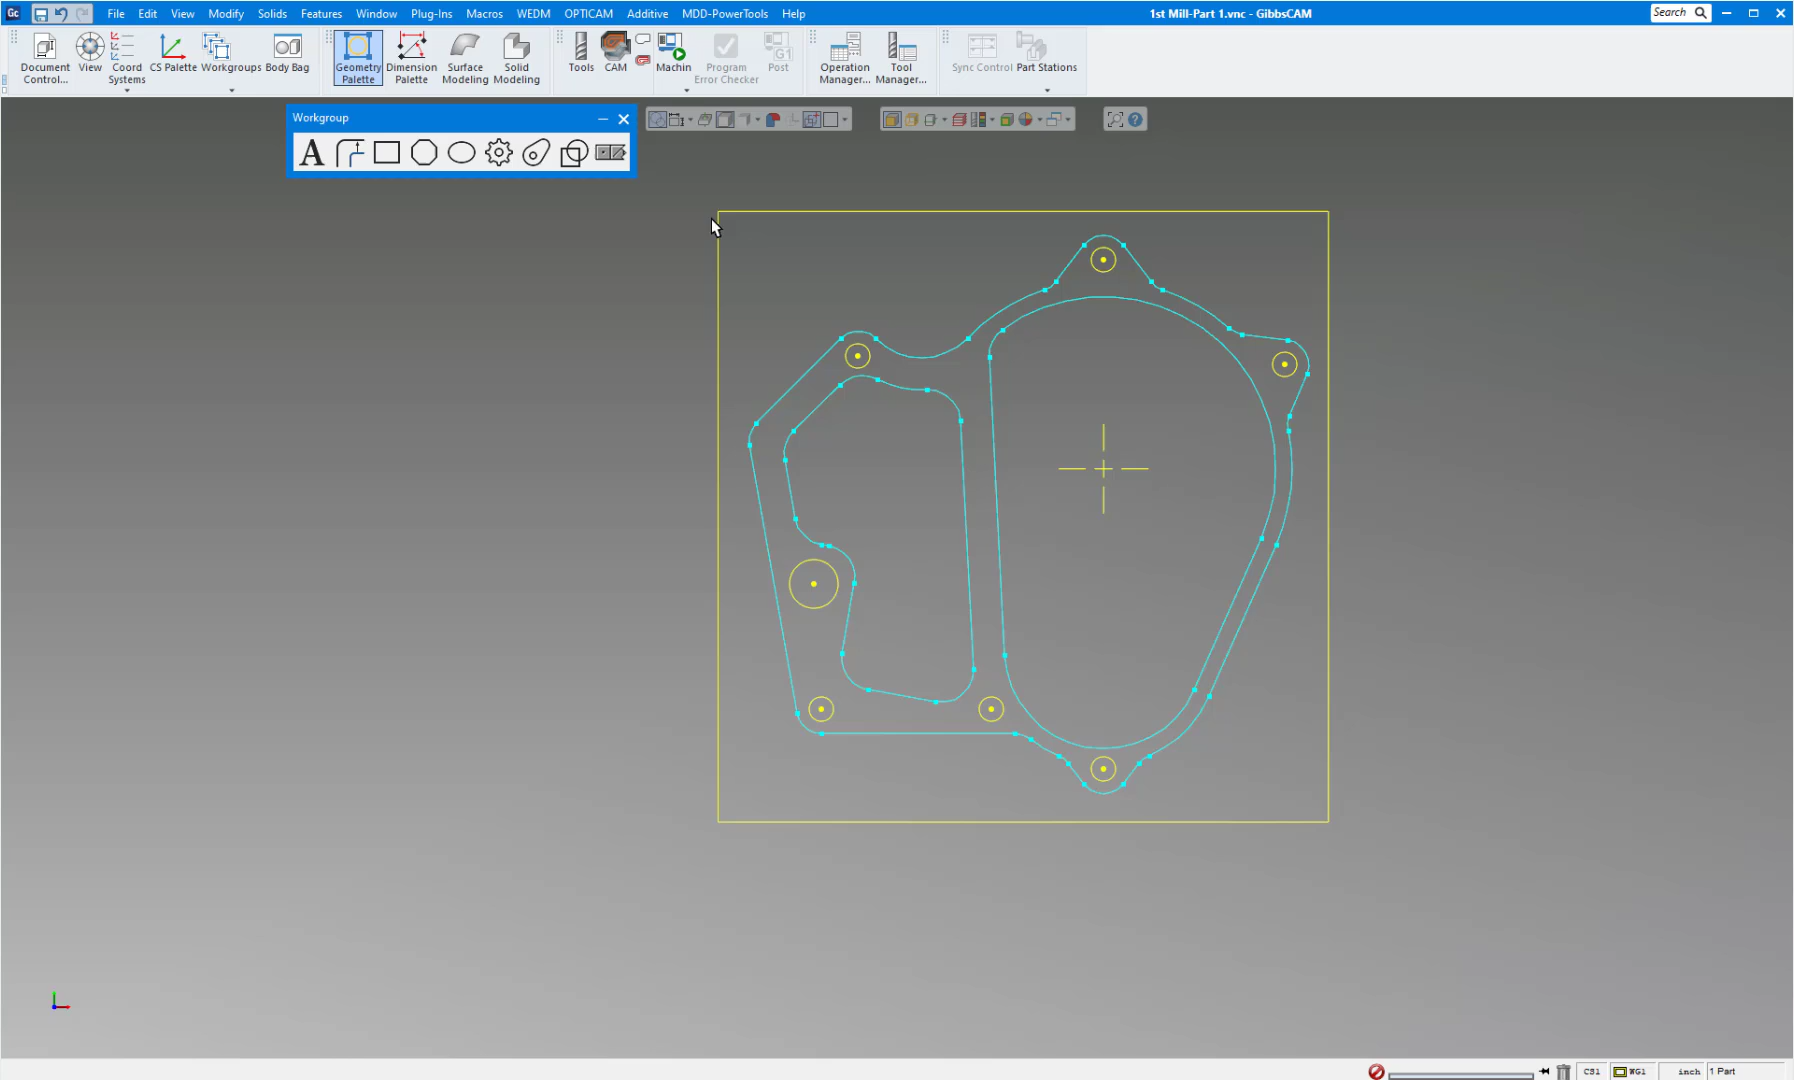 Gc File Edit View Modify Solids Features Window Plug-Ins Macros WEDM OPTICAM Additive MDD-PowerTools Help 1st Mill-Part 1.vnc - GibbsCAM Search
Document Control...
View
Coord Systems
CS Palette
Workgroups
Body Bag
Geometry Palette
Dimension Palette
Surface Modeling
Solid Modeling
Tools
CAM
Machin
Program Error Checker
G1
Post
Operation Manager...
Tool Manager...
Sync Control
Part Stations
Workgroup
A
?
CS1 WG1 inch 1 Part